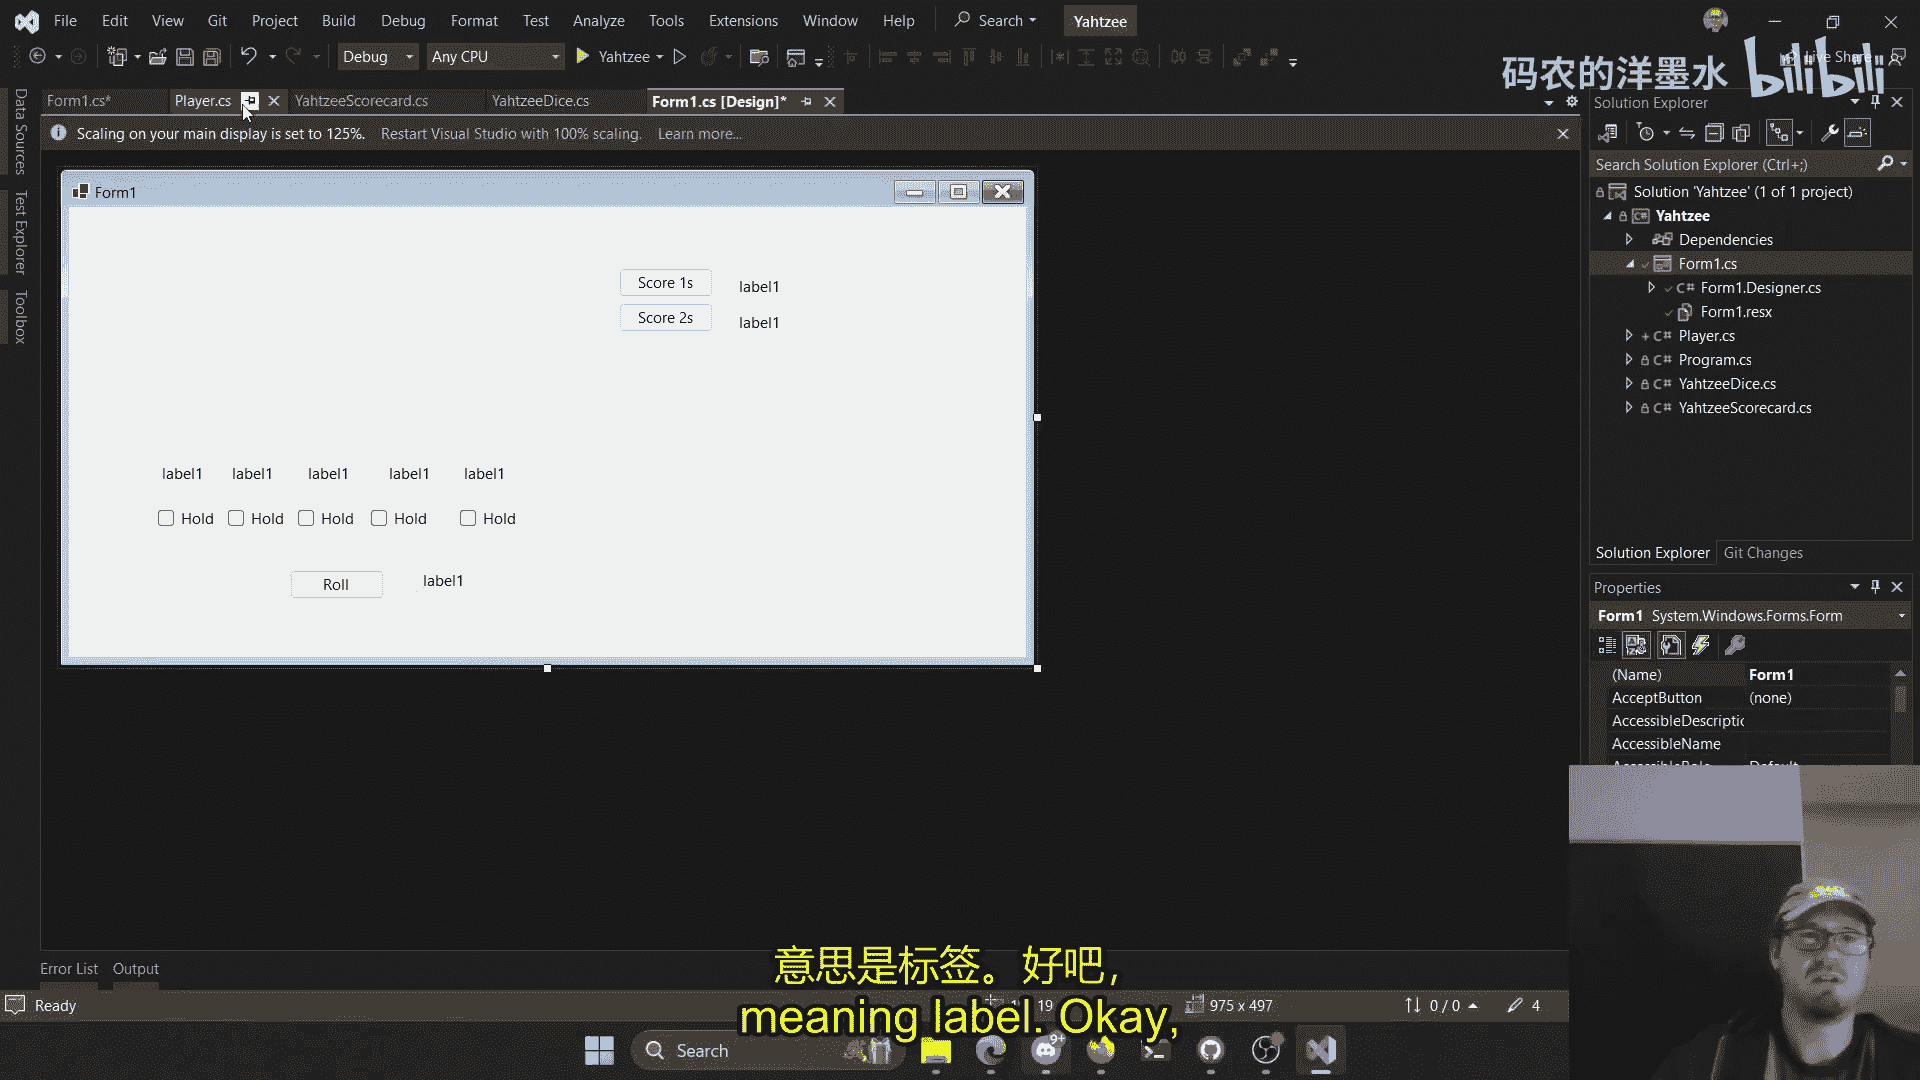 File Edit View Git Project Build Debug Format Test Analyze Tools Extensions Window Help Search Yahtzee
Debug Any CPU Yahtzee Live Share
码农的洋墨水 bilibili
Form1.cs* Player.cs YahtzeeScorecard.cs YahtzeeDice.cs Form1.cs [Design]*
Scaling on your main display is set to 125%. Restart Visual Studio with 100% scaling. Learn more...
Data Sources
Test Explorer
Toolbox
Form1
Score 1s label1
Score 2s label1
label1 label1 label1 label1 label1
Hold Hold Hold Hold Hold
Roll label1
Solution Explorer
Search Solution Explorer (Ctrl+;)
Solution 'Yahtzee' (1 of 1 project)
Yahtzee
Dependencies
Form1.cs
Form1.Designer.cs
Form1.resx
Player.cs
Program.cs
YahtzeeDice.cs
YahtzeeScorecard.cs
Solution Explorer Git Changes
Properties
Form1 System.Windows.Forms.Form
(Name) Form1
AcceptButton (none)
AccessibleDescriptic
AccessibleName
Error List Output
意思是标签。好吧，
Ready 19 975 x 497 0 / 0 4
meaning label. Okay,
Search 9+